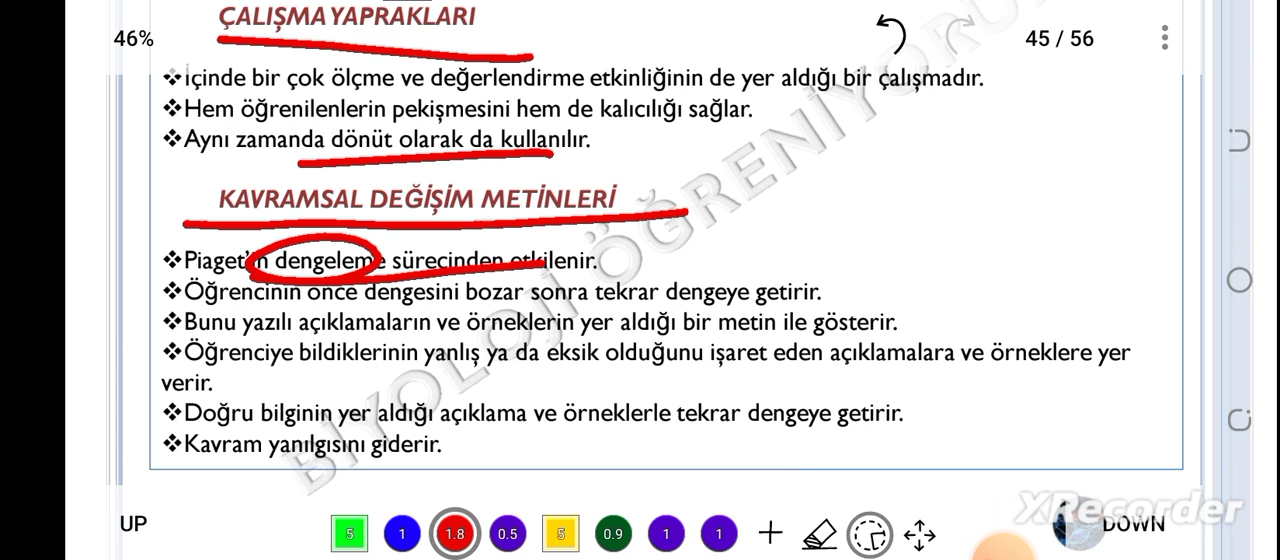 ÇALIŞMA YAPRAKLARI
46%
45 / 56
❖İçinde bir çok ölçme ve değerlendirme etkinliğinin de yer aldığı bir çalışmadır.
❖Hem öğrenilenlerin pekişmesini hem de kalıcılığı sağlar.
❖Aynı zamanda dönüt olarak da kullanılır.
KAVRAMSAL DEĞİŞİM METİNLERİ
❖Piaget'in dengeleme sürecinden etkilenir.
❖Öğrencinin önce dengesini bozar sonra tekrar dengeye getirir.
❖Bunu yazılı açıklamaların ve örneklerin yer aldığı bir metin ile gösterir.
❖Öğrenciye bildiklerinin yanlış ya da eksik olduğunu işaret eden açıklamalara ve örneklere yer
verir.
❖Doğru bilginin yer aldığı açıklama ve örneklerle tekrar dengeye getirir.
❖Kavram yanılgısını giderir.
BİYOLOJİ ÖĞRENİYORU
XRecorder
UP
5 1 1.8 0.5 5 0.9 1 1
DOWN